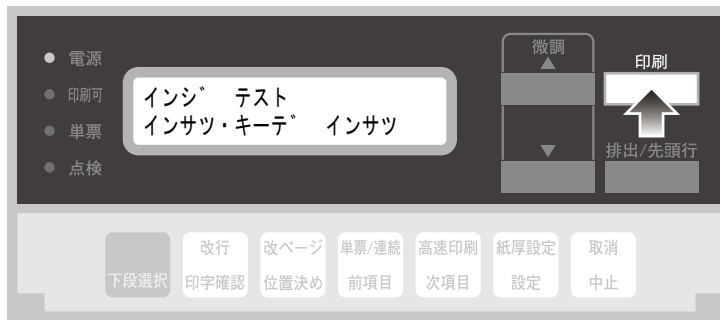 電源
印刷可
単票
点検
インシ゛ テスト
インサツ・キーテ゛ インサツ
微調
▲
▼
印刷
排出/先頭行
下段選択
改行
印字確認
改ページ
位置決め
単票/連続
前項目
高速印刷
次項目
紙厚設定
設定
取消
中止